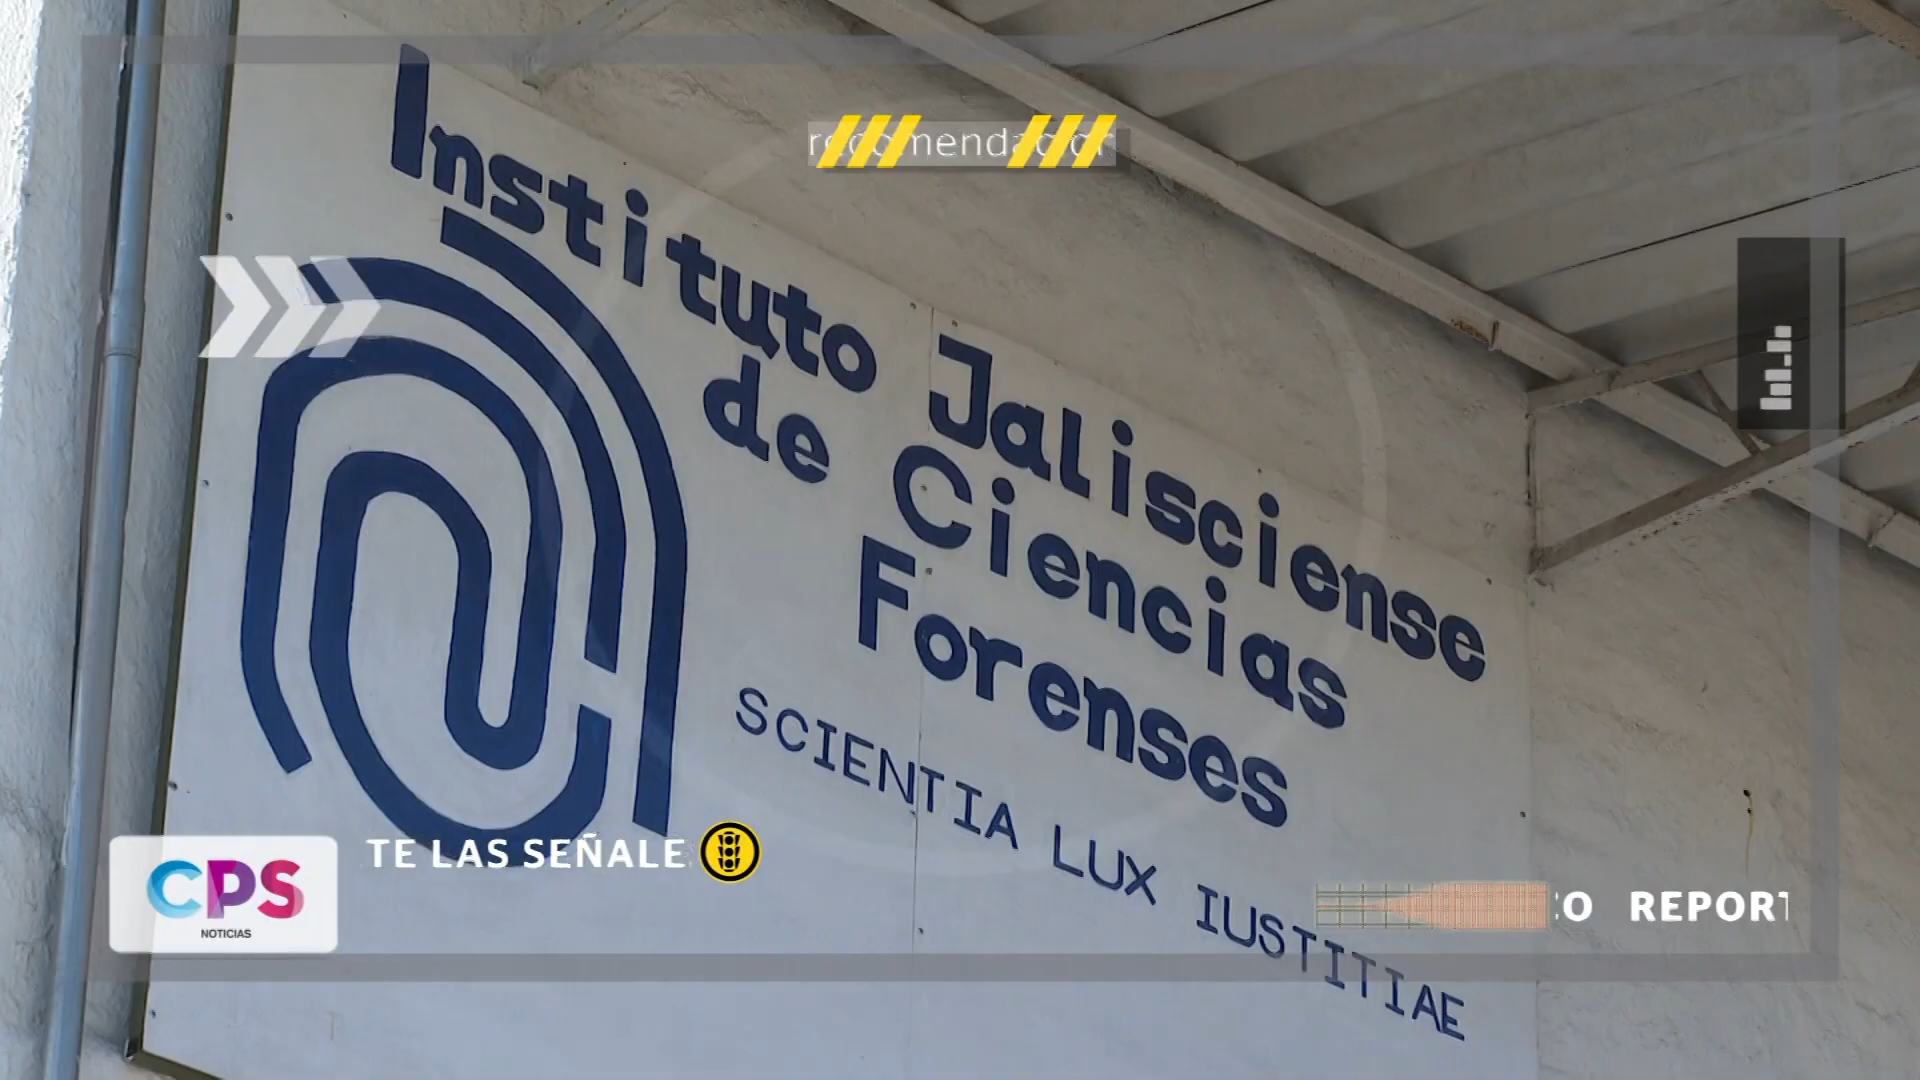 Instituto Jalisciense
de Ciencias
Forenses
SCIENTIA LUX IUSTITIAE
TE LAS SEÑALE
CPS
NOTICIAS
REPORT